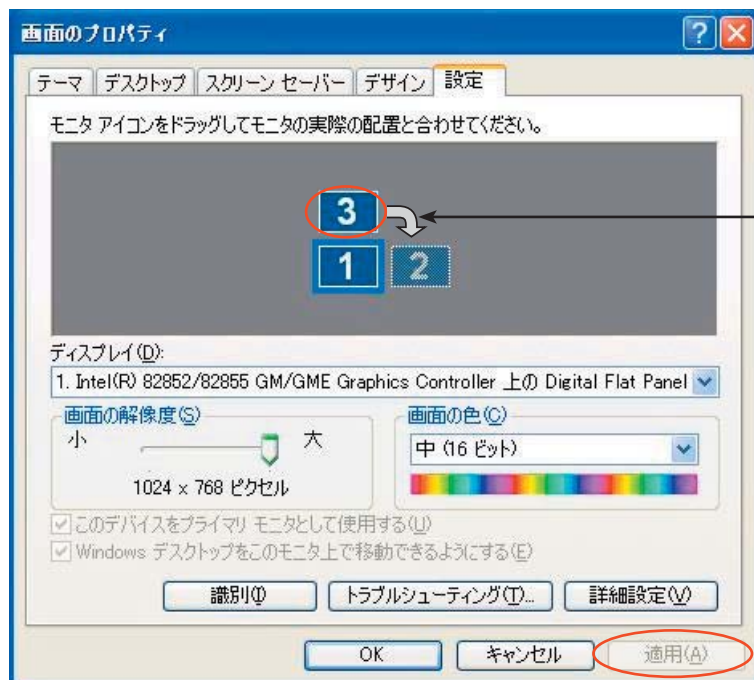 画面のプロパティ
テーマ デスクトップ スクリーン セーバー デザイン 設定
モニタ アイコンをドラッグしてモニタの実際の配置と合わせてください。
3
1 2
ディスプレイ(D):
1. Intel(R) 82852/82855 GM/GME Graphics Controller 上の Digital Flat Panel
画面の解像度(S)
小 大
1024 x 768 ピクセル
画面の色(C)
中 (16 ビット)
このデバイスをプライマリ モニタとして使用する(U)
Windows デスクトップをこのモニタ上で移動できるようにする(E)
識別(I) トラブルシューティング(T)... 詳細設定(V)
OK キャンセル 適用(A)